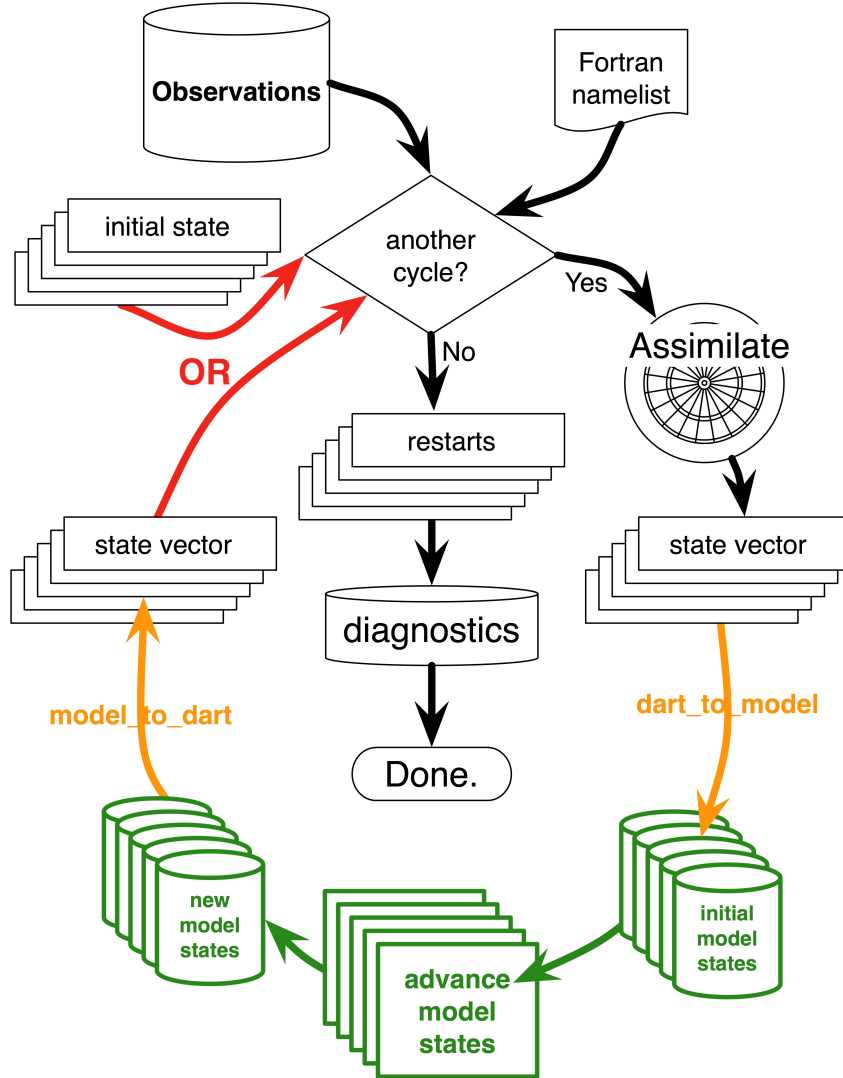 Observations
Fortran
namelist
initial state
another
cycle?
Yes
No
OR
Assimilate
restarts
state vector
state vector
diagnostics
model_to_dart
dart_to_model
Done.
new
model
states
initial
model
states
advance
model
states